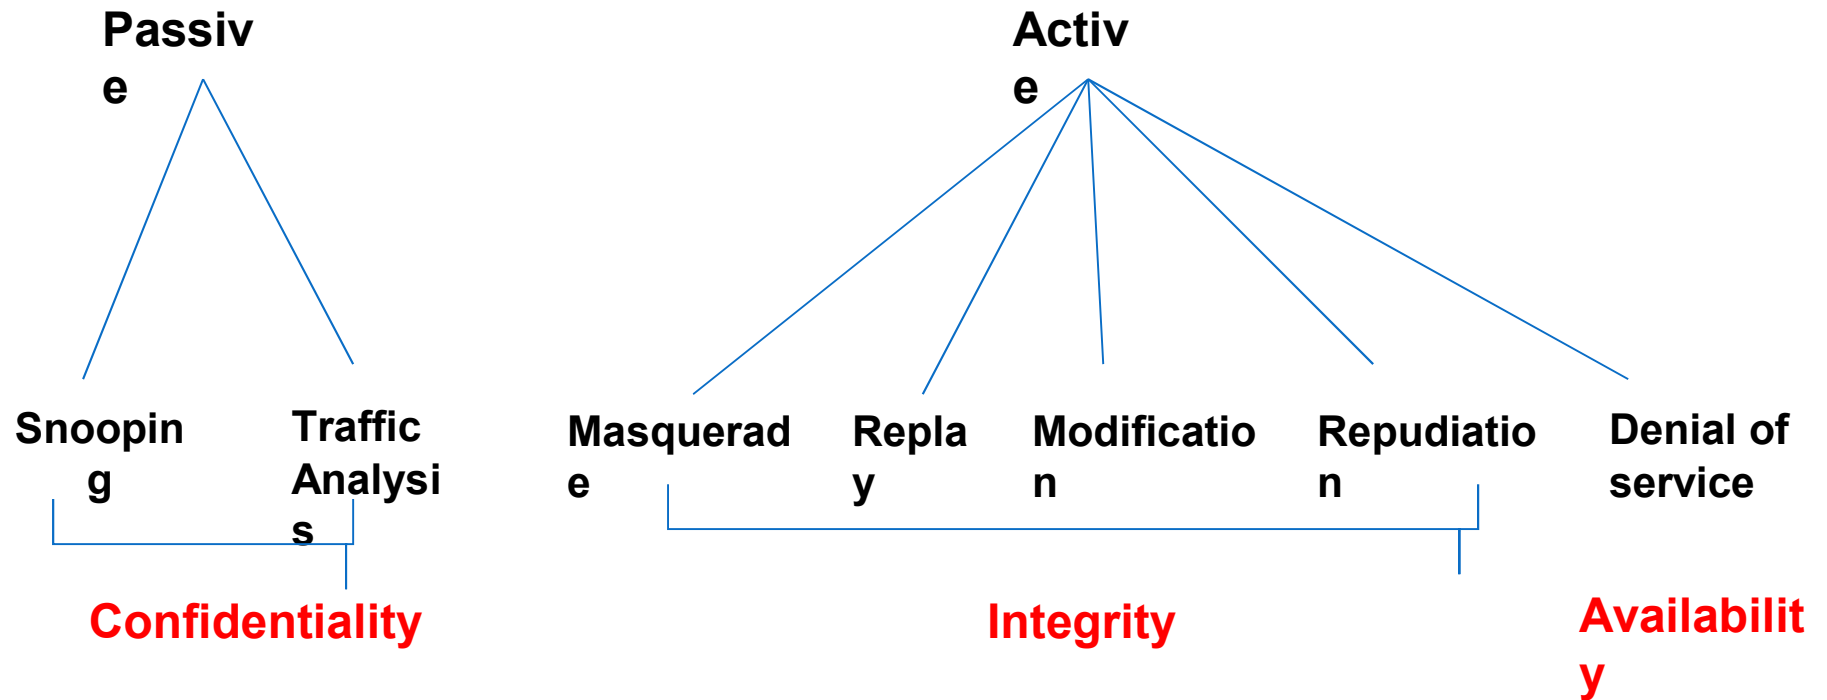 Passiv
e
Activ
e
Snoopin
g
Traffic
Analysi
s
Masquerad
e
Repla
y
Modificatio
n
Repudiatio
n
Denial of
service
Confidentiality
Integrity
Availabilit
y